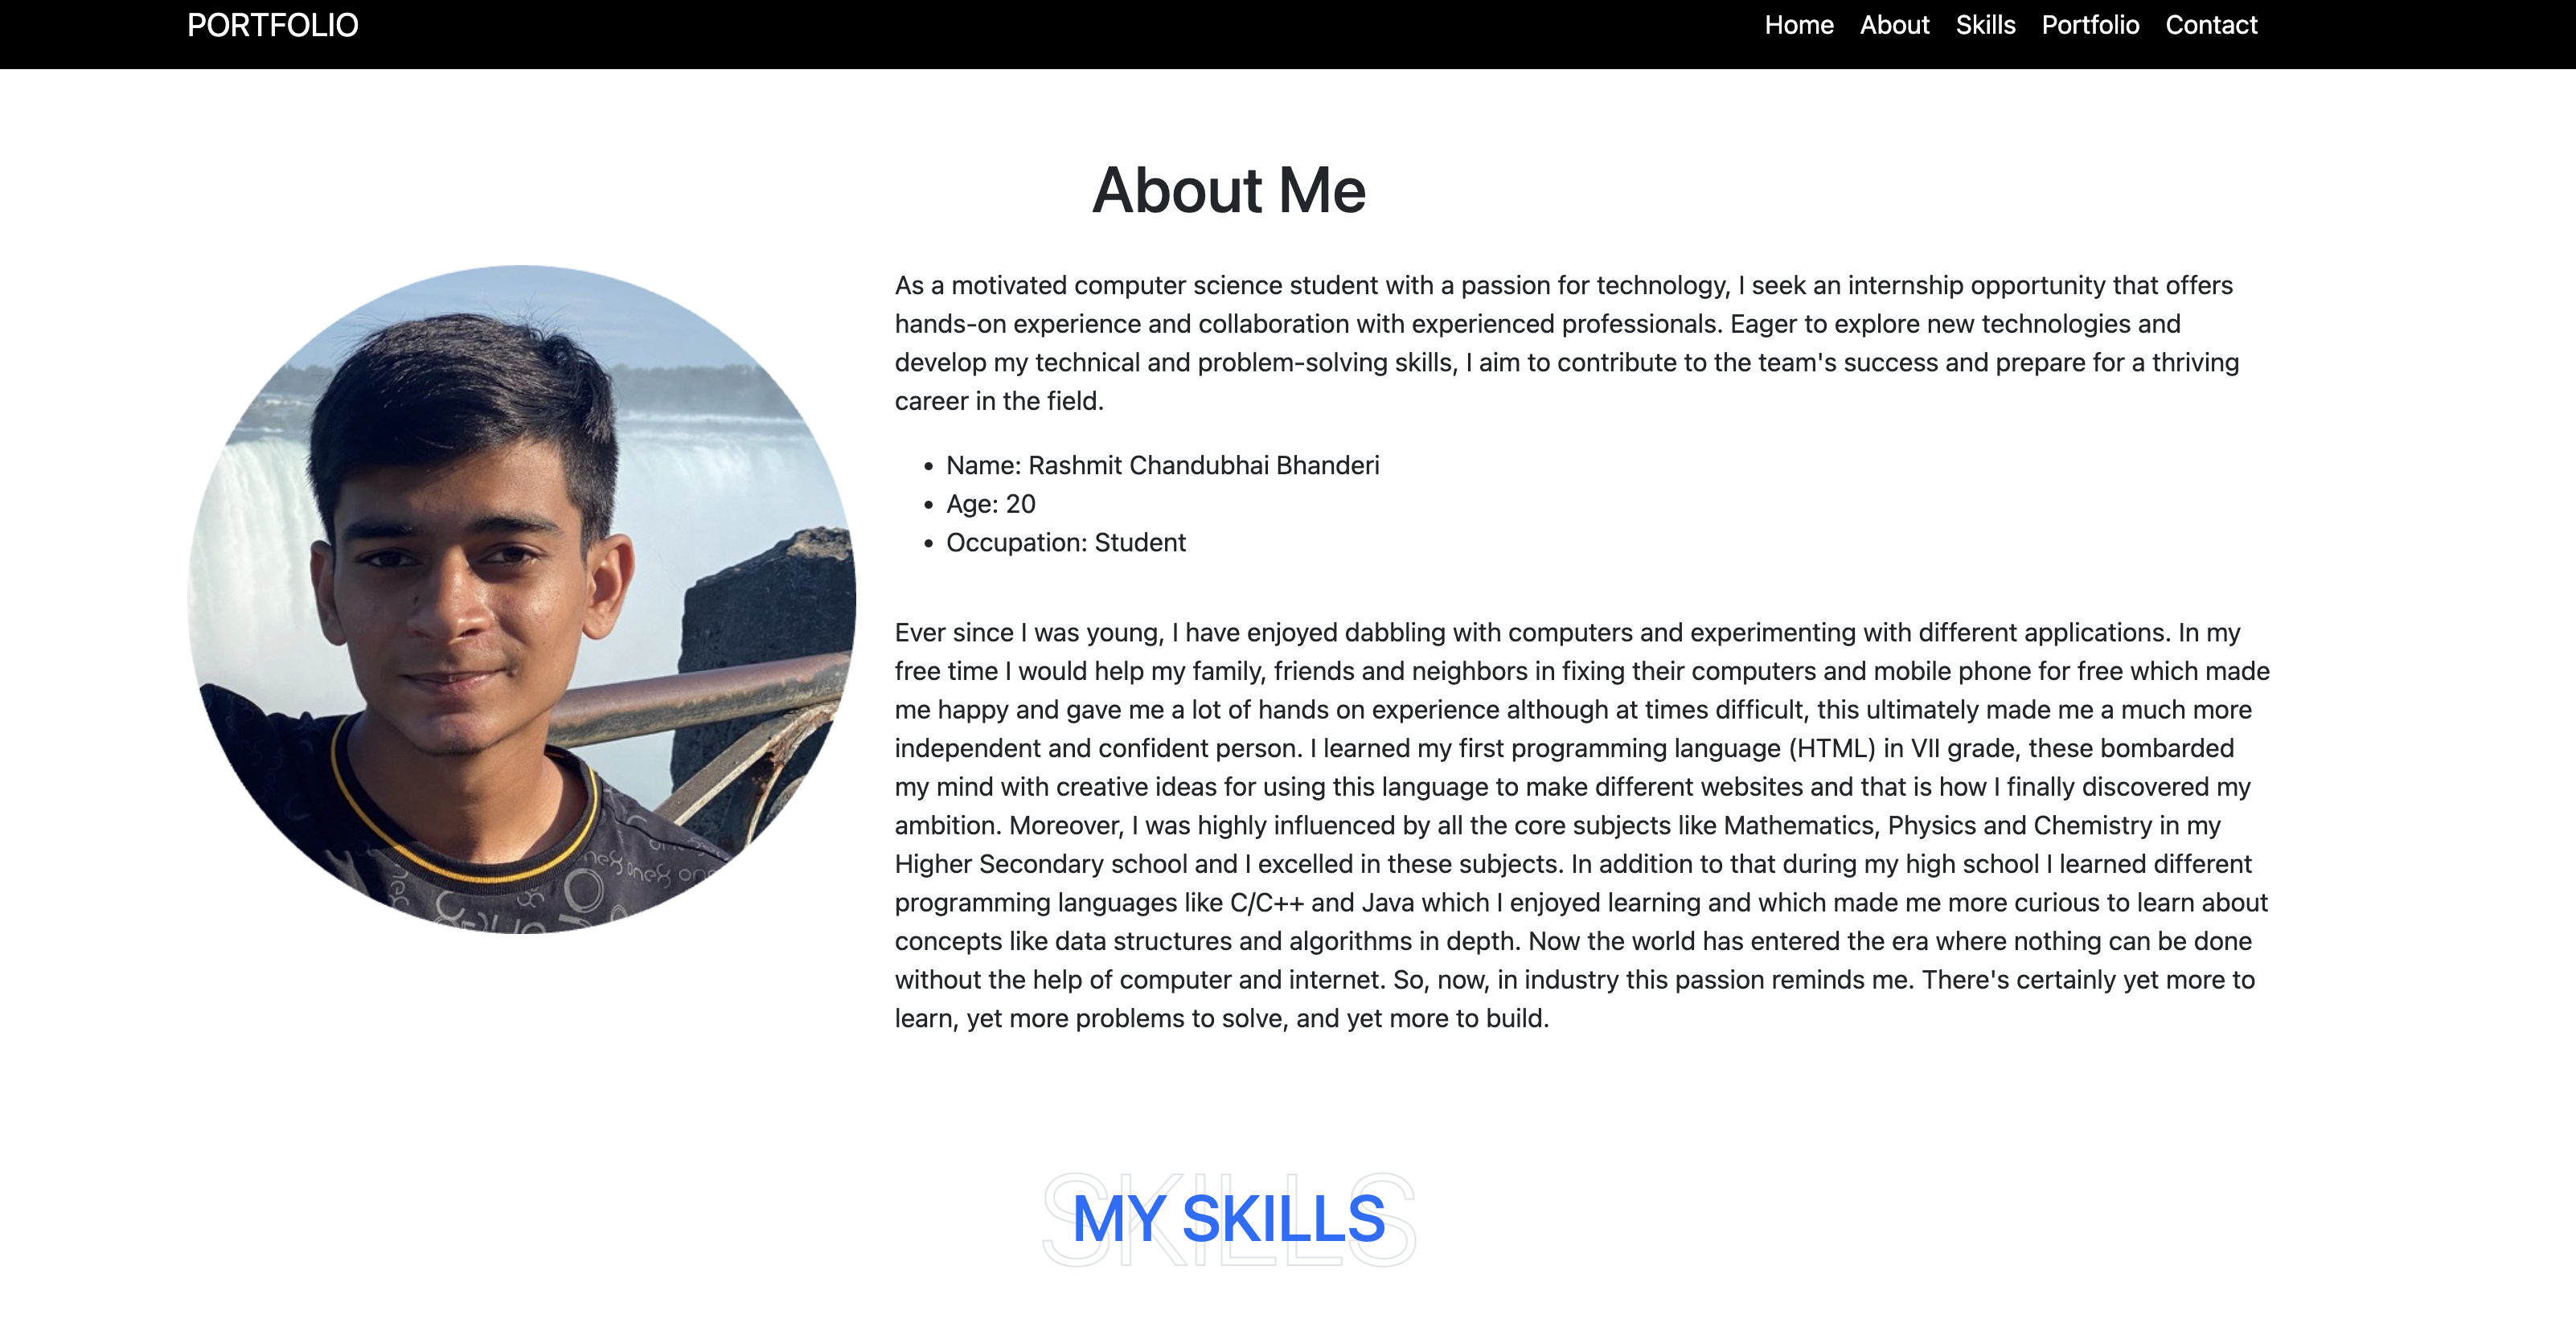 PORTFOLIO
Home About Skills Portfolio Contact
About Me
As a motivated computer science student with a passion for technology, I seek an internship opportunity that offers
hands-on experience and collaboration with experienced professionals. Eager to explore new technologies and
develop my technical and problem-solving skills, I aim to contribute to the team's success and prepare for a thriving
career in the field.
• Name: Rashmit Chandubhai Bhanderi
• Age: 20
• Occupation: Student
Ever since I was young, I have enjoyed dabbling with computers and experimenting with different applications. In my
free time I would help my family, friends and neighbors in fixing their computers and mobile phone for free which made
me happy and gave me a lot of hands on experience although at times difficult, this ultimately made me a much more
independent and confident person. I learned my first programming language (HTML) in VII grade, these bombarded
my mind with creative ideas for using this language to make different websites and that is how I finally discovered my
ambition. Moreover, I was highly influenced by all the core subjects like Mathematics, Physics and Chemistry in my
Higher Secondary school and I excelled in these subjects. In addition to that during my high school I learned different
programming languages like C/C++ and Java which I enjoyed learning and which made me more curious to learn about
concepts like data structures and algorithms in depth. Now the world has entered the era where nothing can be done
without the help of computer and internet. So, now, in industry this passion reminds me. There's certainly yet more to
learn, yet more problems to solve, and yet more to build.
SKILLS
MY SKILLS